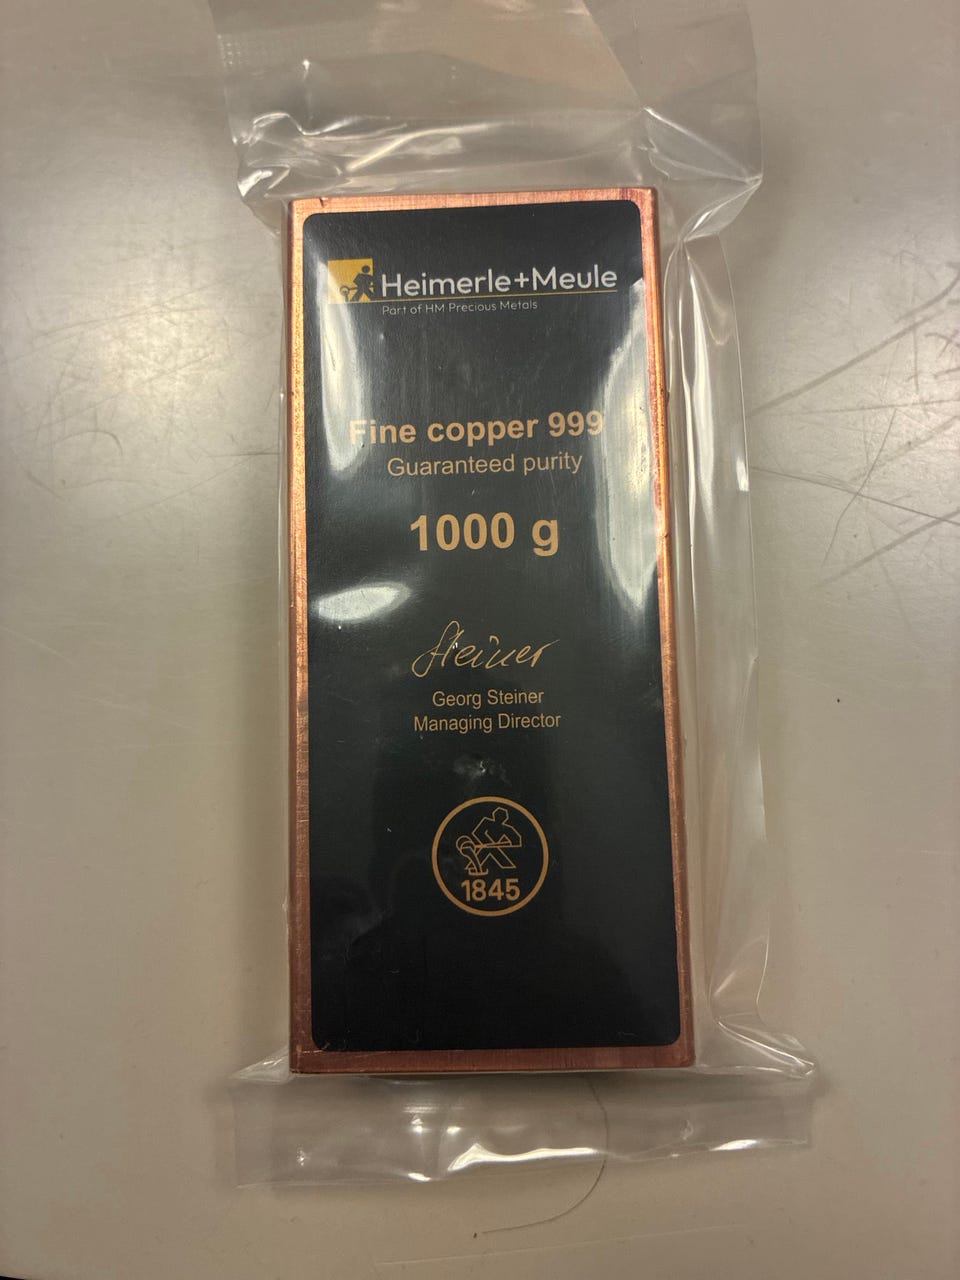 Heimerle+Meule
Part of HM Precious Metals
Fine copper 999
Guaranteed purity
1000 g
Steiner
Georg Steiner
Managing Director
1845